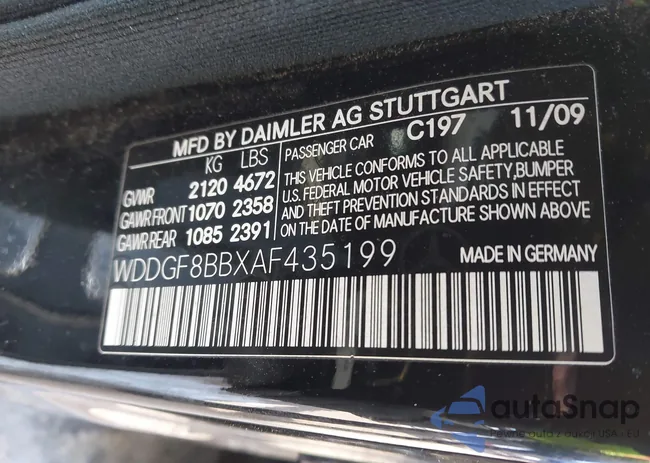 MFD BY DAIMLER AG STUTTGART
KG LBS
GVWR 2120 4672
GAWR FRONT 1070 2358
GAWR REAR 1085 2391
PASSENGER CAR C197 11/09
THIS VEHICLE CONFORMS TO ALL APPLICABLE
U.S. FEDERAL MOTOR VEHICLE SAFETY,BUMPER
AND THEFT PREVENTION STANDARDS IN EFFECT
ON THE DATE OF MANUFACTURE SHOWN ABOVE
WDDGF8BBXAF435199
MADE IN GERMANY
autoSnap
USA - EU